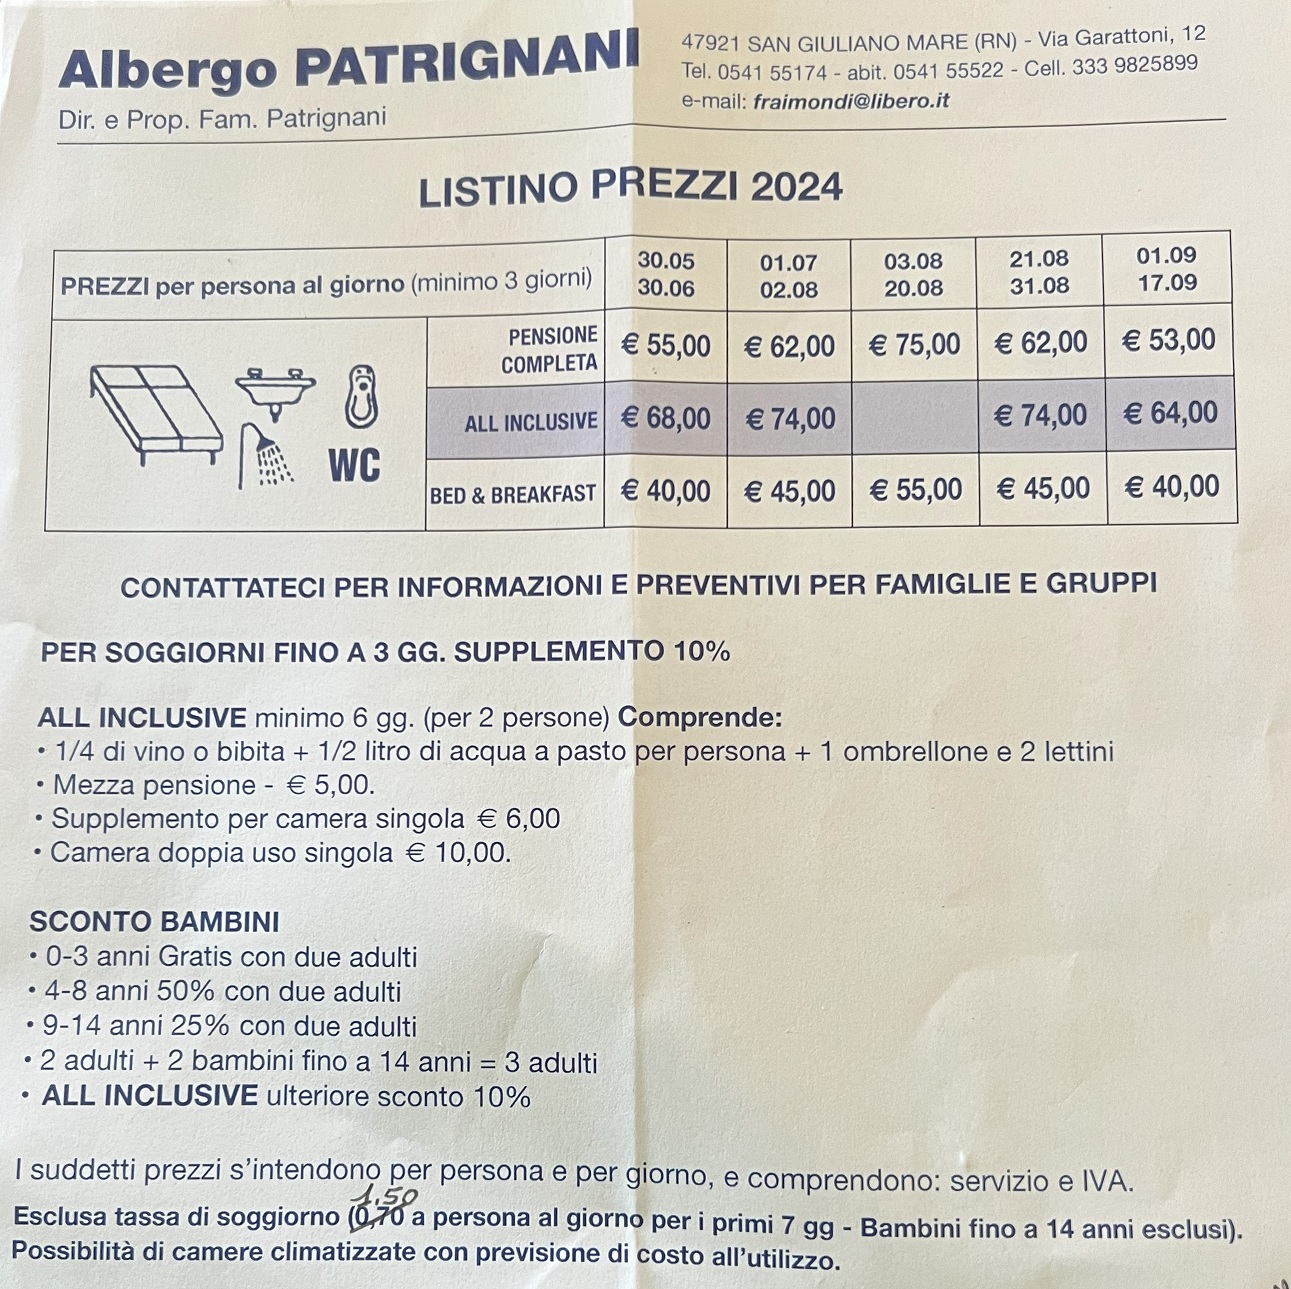 Albergo PATRIGNANI
Dir. e Prop. Fam. Patrignani
47921 SAN GIULIANO MARE (RN) - Via Garattoni, 12
Tel. 0541 55174 - abit. 0541 55522 - Cell. 333 9825899
e-mail: fraimondi@libero.it
LISTINO PREZZI 2024
PREZZI per persona al giorno (minimo 3 giorni)
30.05 01.07 03.08 21.08 01.09
30.06 02.08 20.08 31.08 17.09
PENSIONE
COMPLETA € 55,00 € 62,00 € 75,00 € 62,00 € 53,00
ALL INCLUSIVE € 68,00 € 74,00 € 74,00 € 64,00
WC
BED & BREAKFAST € 40,00 € 45,00 € 55,00 € 45,00 € 40,00
CONTATTATECI PER INFORMAZIONI E PREVENTIVI PER FAMIGLIE E GRUPPI
PER SOGGIORNI FINO A 3 GG. SUPPLEMENTO 10%
ALL INCLUSIVE minimo 6 gg. (per 2 persone) Comprende:
• 1/4 di vino o bibita + 1/2 litro di acqua a pasto per persona + 1 ombrellone e 2 lettini
• Mezza pensione - € 5,00.
• Supplemento per camera singola € 6,00
• Camera doppia uso singola € 10,00.
SCONTO BAMBINI
• 0-3 anni Gratis con due adulti
• 4-8 anni 50% con due adulti
• 9-14 anni 25% con due adulti
• 2 adulti + 2 bambini fino a 14 anni = 3 adulti
• ALL INCLUSIVE ulteriore sconto 10%
I suddetti prezzi s'intendono per persona e per giorno, e comprendono: servizio e IVA.
1.50
Esclusa tassa di soggiorno (0,70 a persona al giorno per i primi 7 gg - Bambini fino a 14 anni esclusi).
Possibilità di camere climatizzate con previsione di costo all'utilizzo.